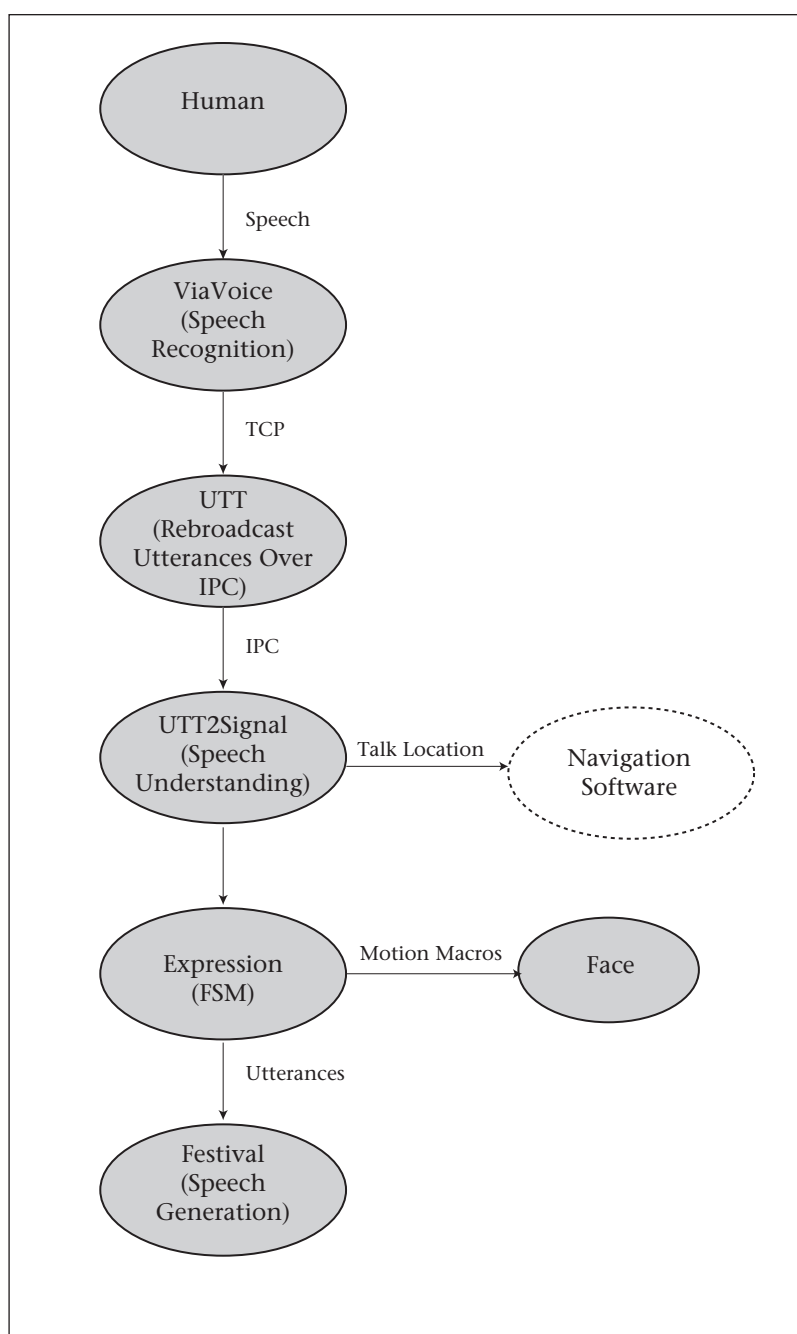 Human
Speech
ViaVoice
(Speech
Recognition)
TCP
UTT
(Rebroadcast
Utterances Over
IPC)
IPC
UTT2Signal
(Speech
Understanding)
Talk Location
Navigation
Software
Expression
(FSM)
Motion Macros
Face
Utterances
Festival
(Speech
Generation)